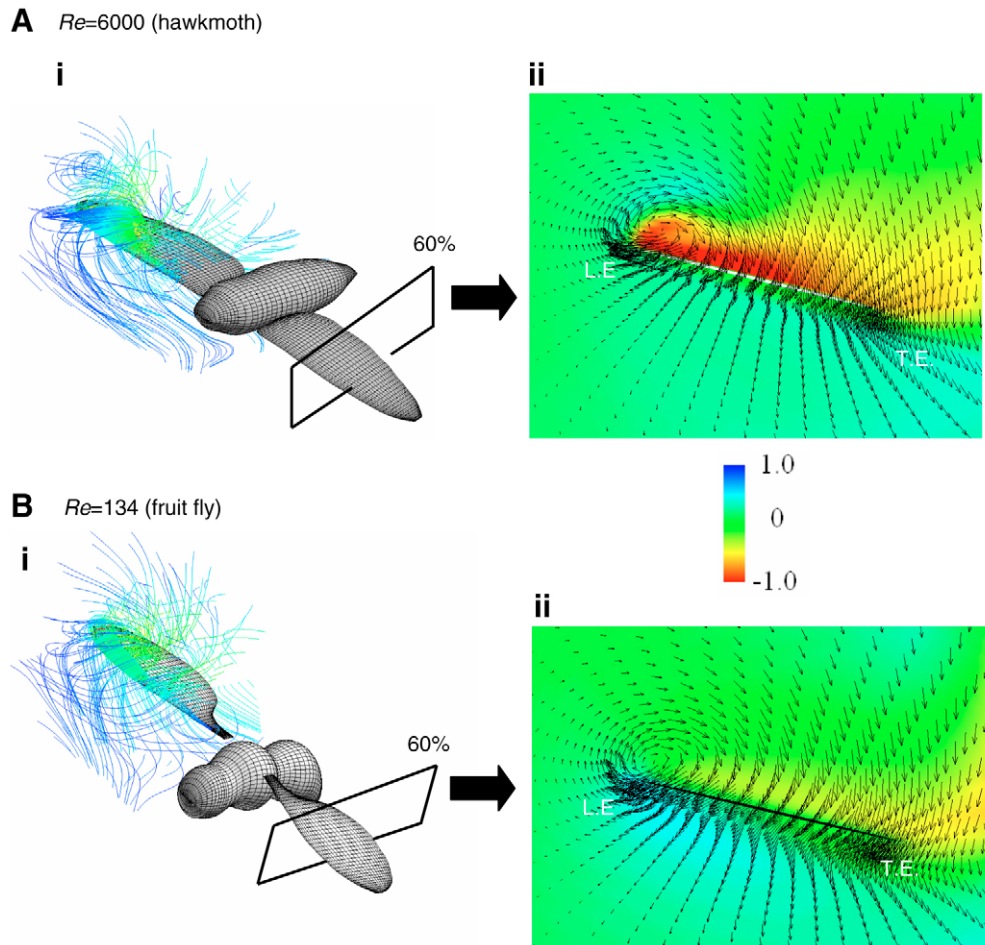 A Re=6000 (hawkmoth)
i
ii
60%
L.E
T.E.
1.0
0
-1.0
B Re=134 (fruit fly)
i
ii
60%
L.E
T.E.